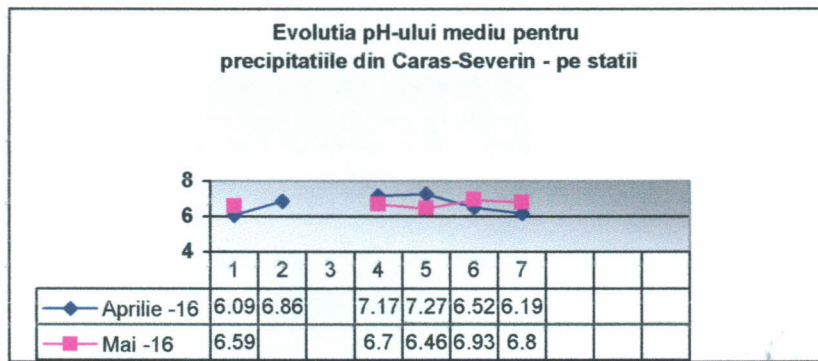 Evolutia pH-ului mediu pentru
precipitatiile din Caras-Severin - pe statii
8
6
4
1 2 3 4 5 6 7
Aprilie -16 6.09 6.86 7.17 7.27 6.52 6.19
Mai -16 6.59 6.7 6.46 6.93 6.8